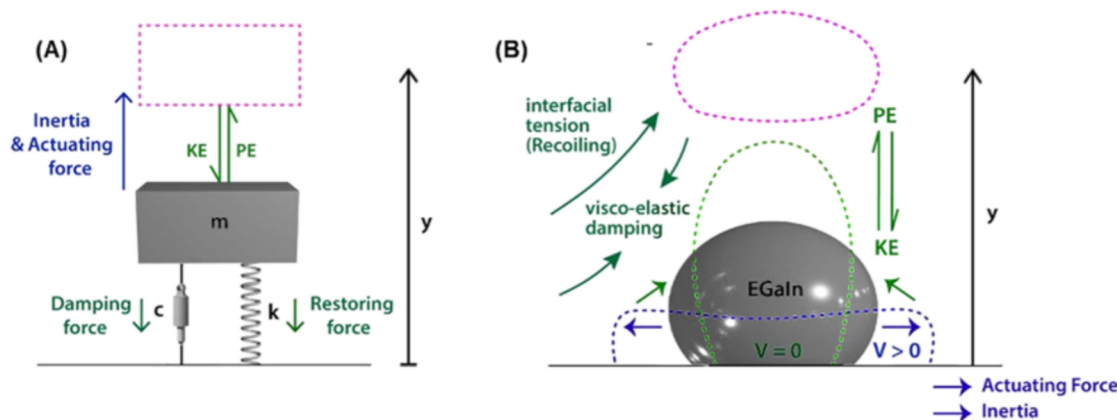 (A)
Inertia
& Actuating
force
KE
PE
m
y
Damping
force
c
k
Restoring
force
(B)
interfacial
tension
(Recoiling)
visco-elastic
damping
PE
KE
y
EGaIn
V = 0
V > 0
Actuating Force
Inertia